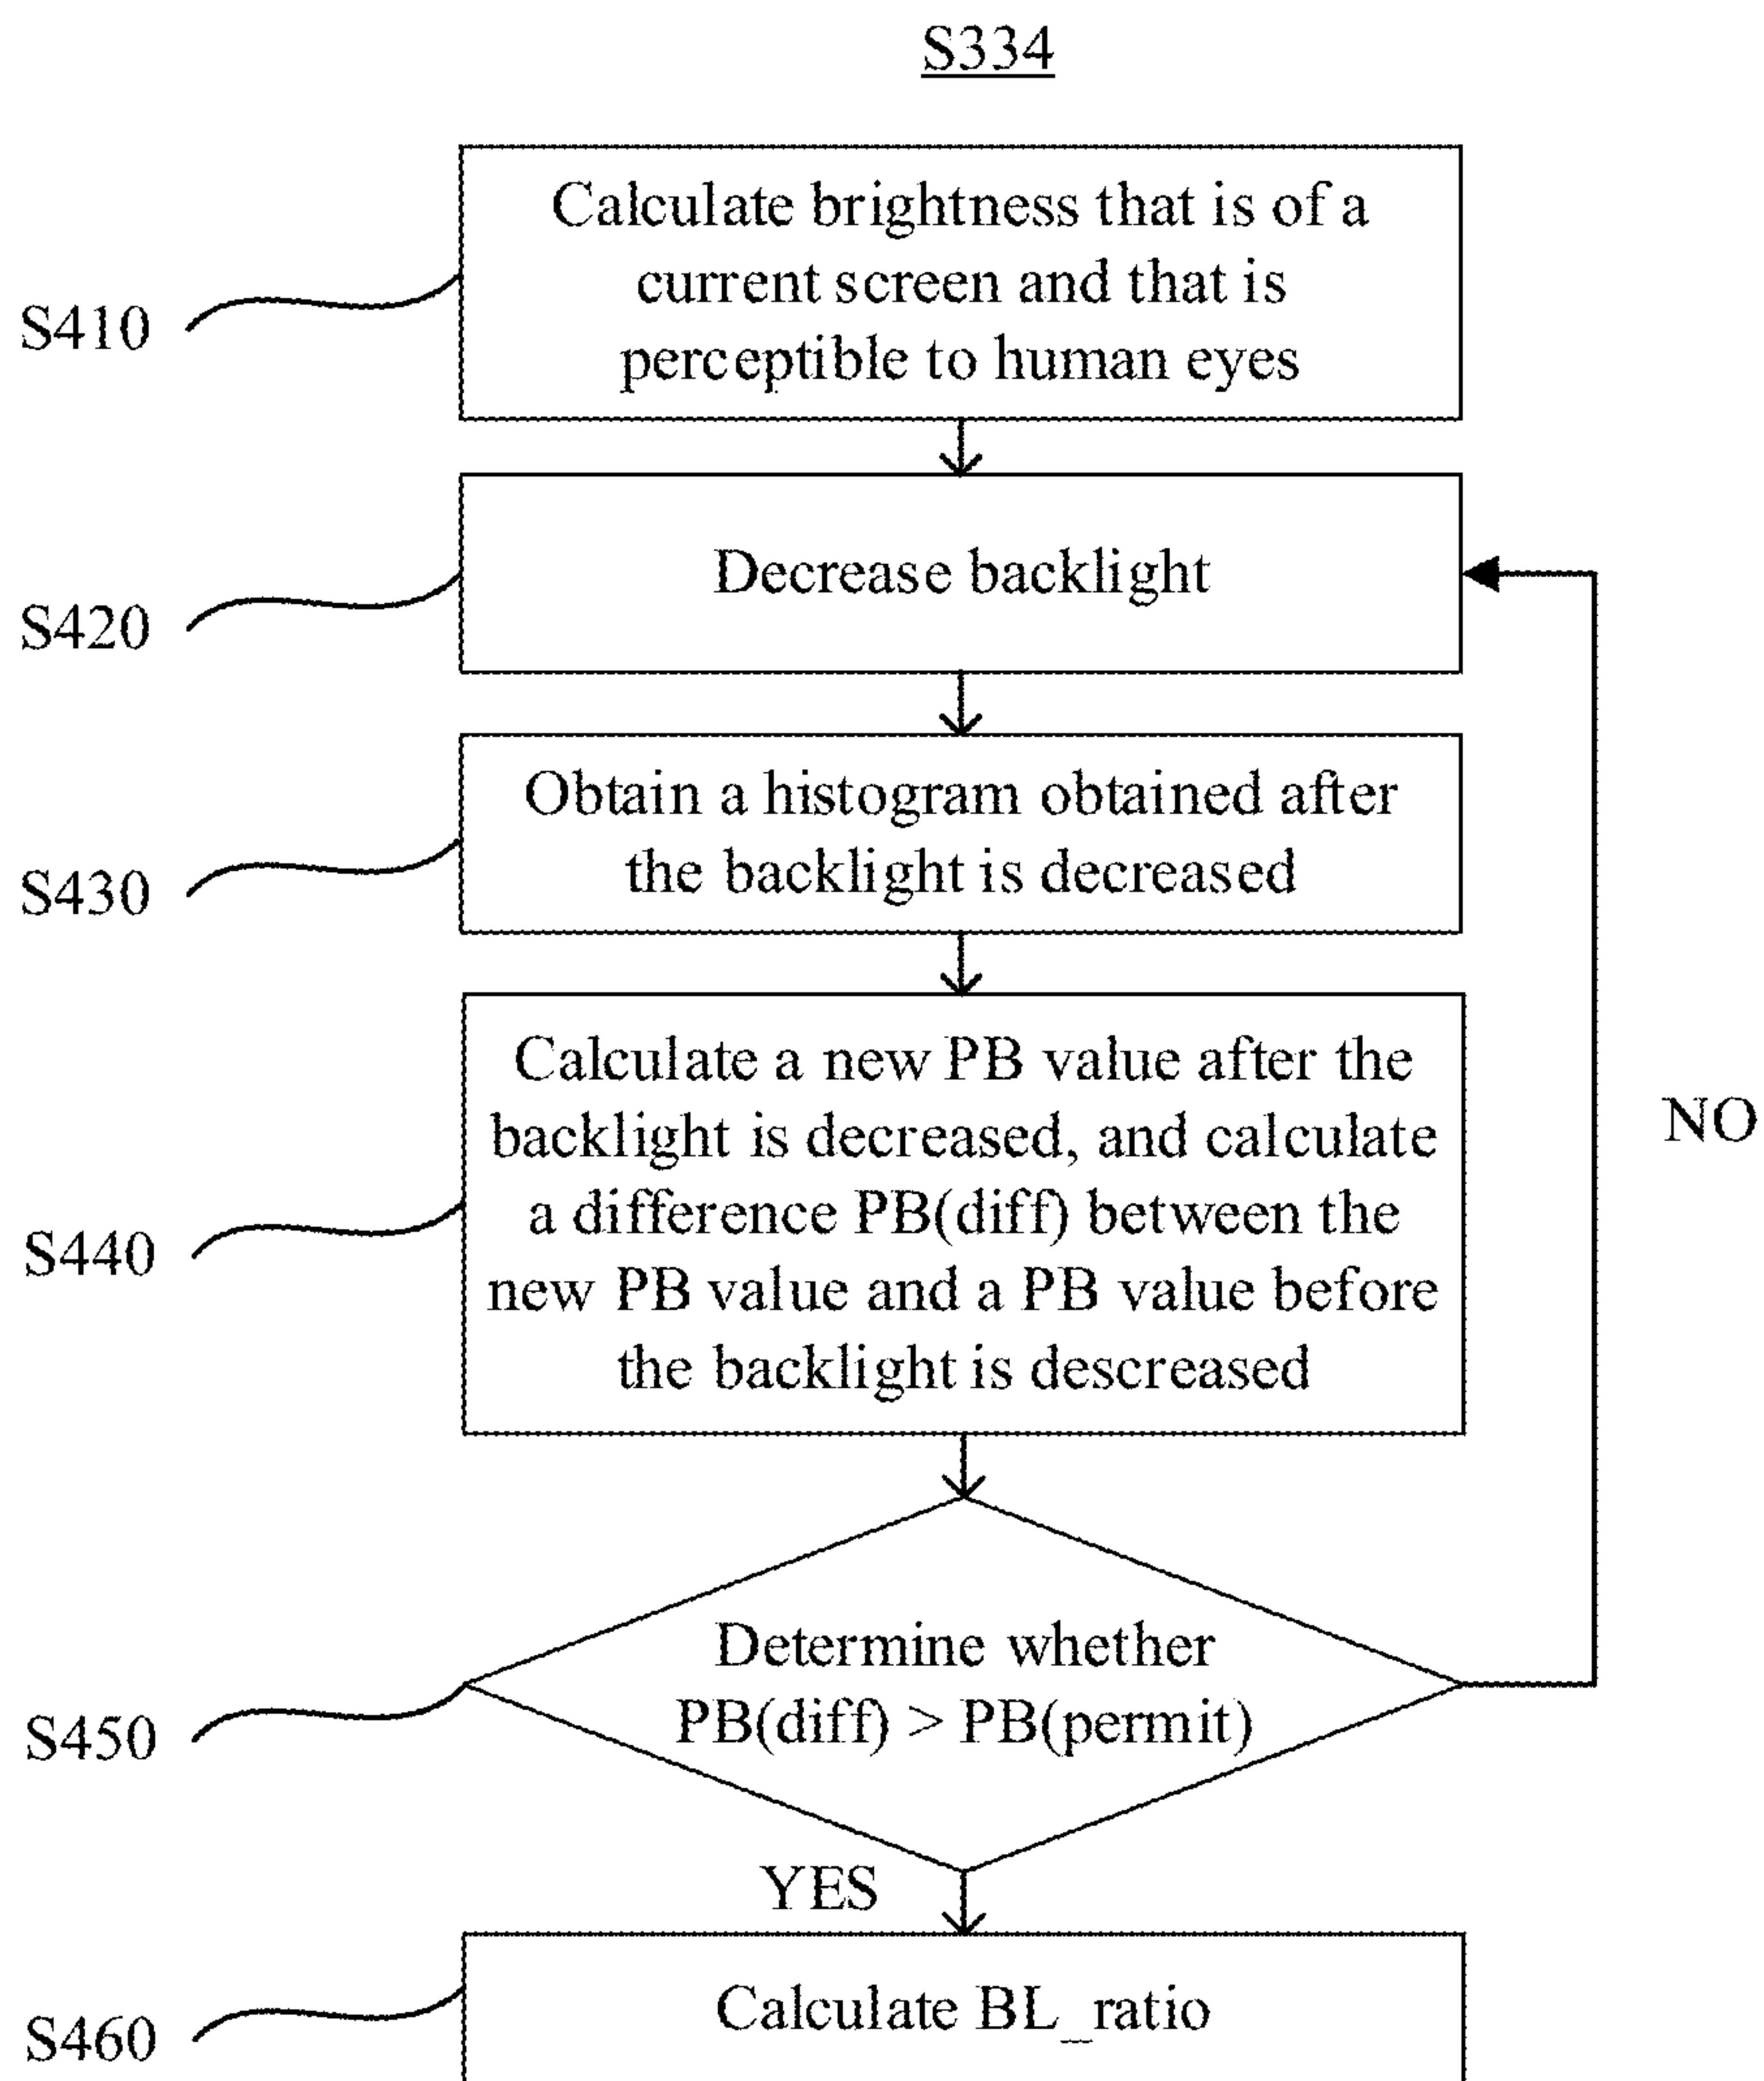 S334
Calculate brightness that is of a
current screen and that is
perceptible to human eyes
S410
Decrease backlight
S420
Obtain a histogram obtained after
the backlight is decreased
S430
Calculate a new PB value after the
backlight is decreased, and calculate
a difference PB(diff) between the
new PB value and a PB value before
the backlight is descreased
S440
NO
Determine whether
PB(diff) > PB(permit)
S450
YES
Calculate BL_ratio
S460